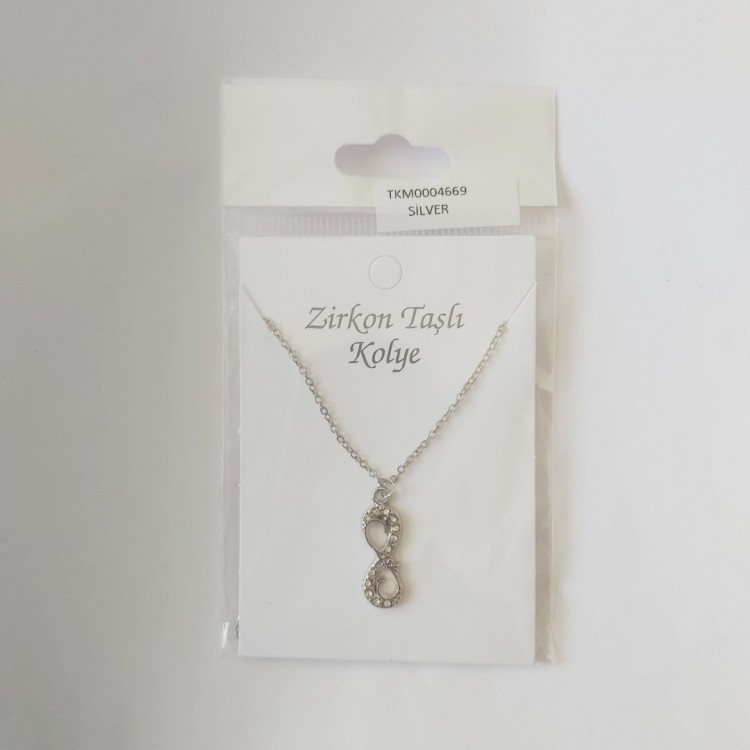 TKM0004669
SİLVER
Zirkon Taşlı
Kolye